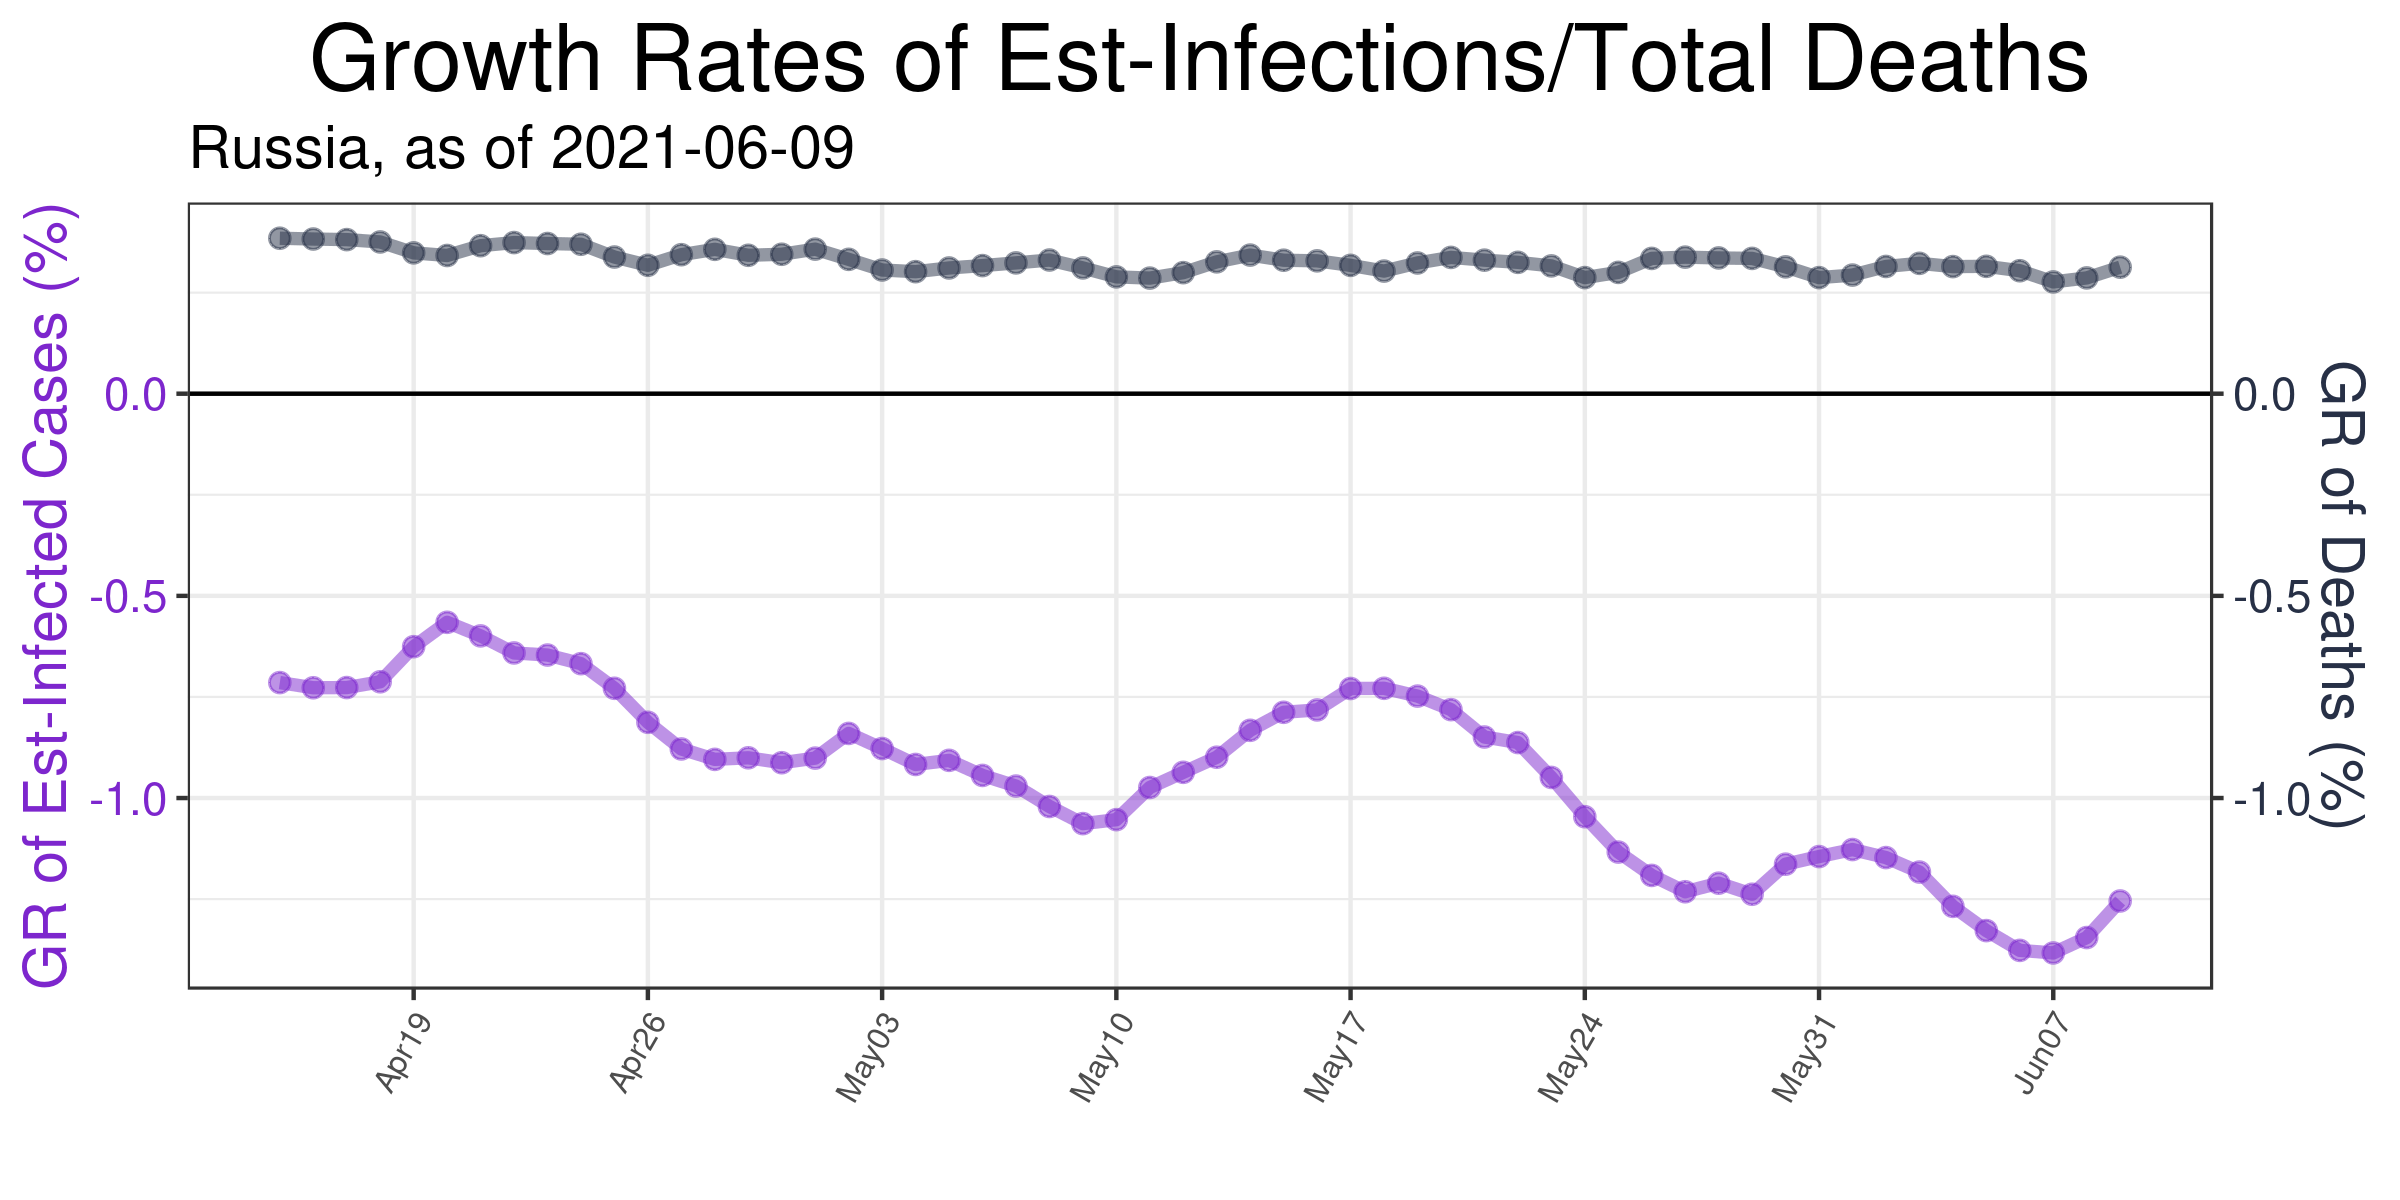 Growth Rates of Est-Infections/Total Deaths
Russia, as of 2021-06-09
GR of Est-Infected Cases (%)
0.0
-0.5
-1.0
0.0
-0.5
-1.0
GR of Deaths (%)
Apr19
Apr26
May03
May10
May17
May24
May31
Jun07